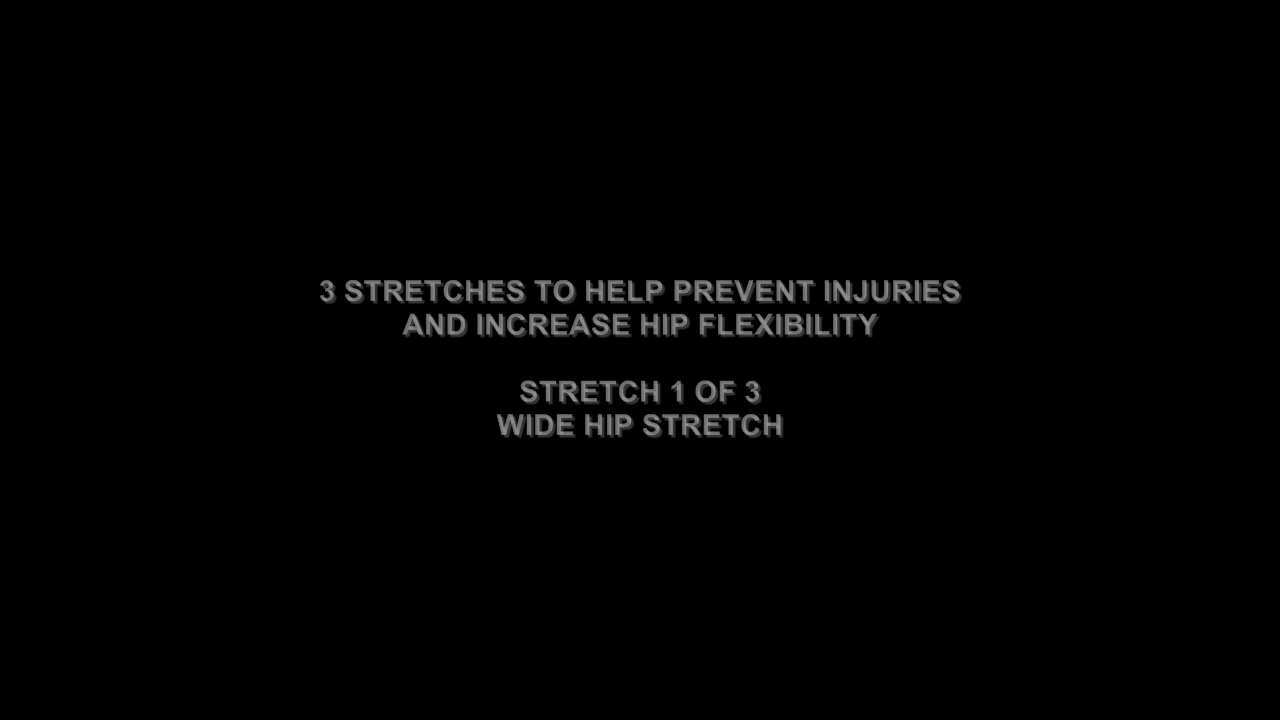 3 STRETCHES TO HELP PREVENT INJURIES
AND INCREASE HIP FLEXIBILITY
STRETCH 1 OF 3
WIDE HIP STRETCH